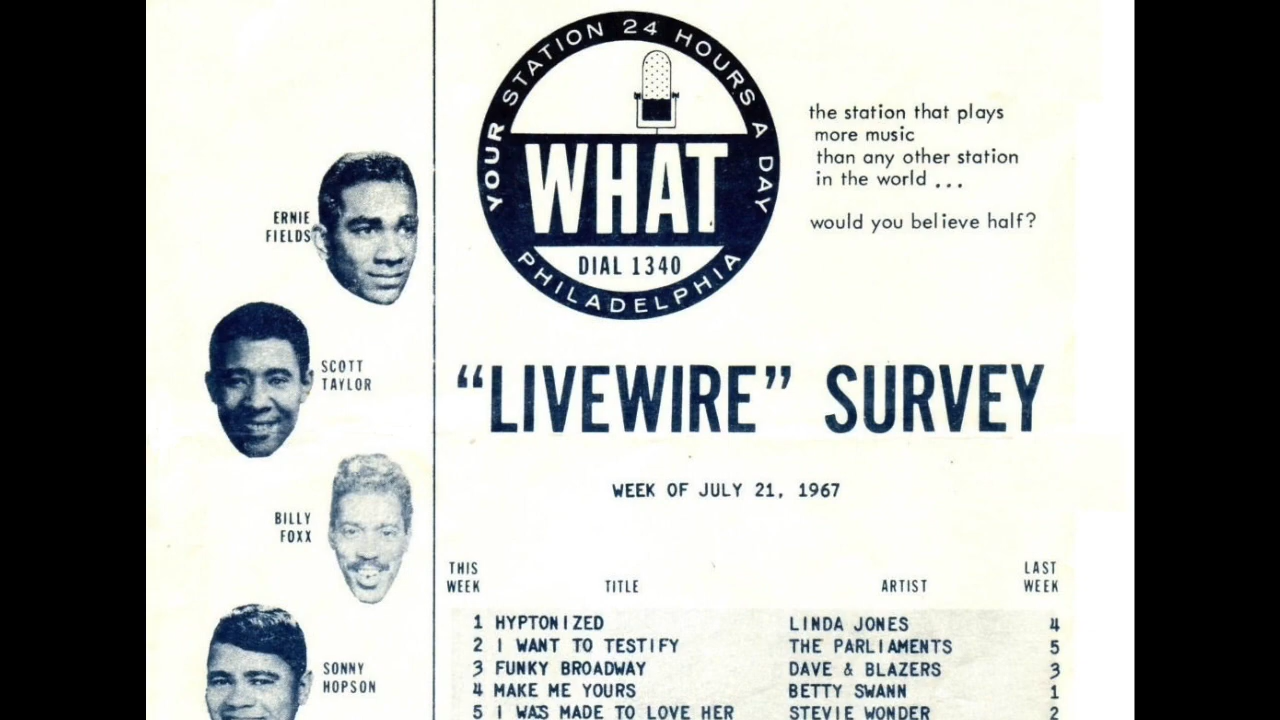 YOUR STATION 24 HOURS A DAY
WHAT
DIAL 1340
PHILADELPHIA
the station that plays
more music
than any other station
in the world ...
would you believe half?
ERNIE
FIELDS
SCOTT
TAYLOR
BILLY
FOXX
SONNY
HOPSON
“LIVEWIRE” SURVEY
WEEK OF JULY 21, 1967
THIS WEEK TITLE ARTIST LAST WEEK
1 HYPTONIZED LINDA JONES 4
2 I WANT TO TESTIFY THE PARLIAMENTS 5
3 FUNKY BROADWAY DAVE & BLAZERS 3
4 MAKE ME YOURS BETTY SWANN 1
5 I WAS MADE TO LOVE HER STEVIE WONDER 2